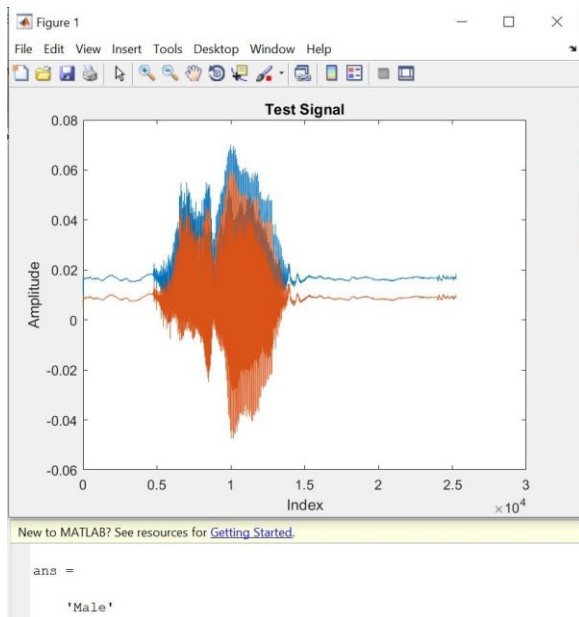 Figure 1
File Edit View Insert Tools Desktop Window Help
Test Signal
0.08
0.06
0.04
0.02
0
-0.02
-0.04
-0.06
Amplitude
0 0.5 1 1.5 2 2.5 3
Index
×10⁴
New to MATLAB? See resources for Getting Started.
ans =
'Male'